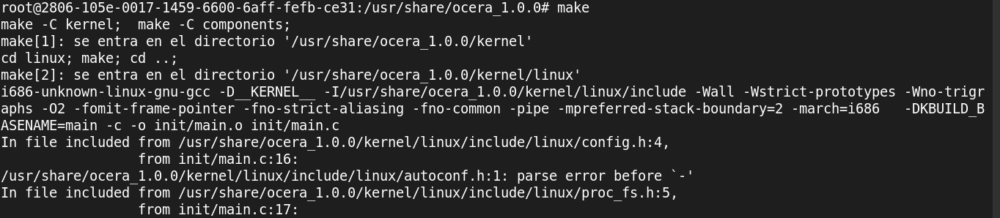 root@2806-105e-0017-1459-6600-6aff-fefb-ce31:/usr/share/ocera_1.0.0# make
make -C kernel;  make -C components;
make[1]: se entra en el directorio '/usr/share/ocera_1.0.0/kernel'
cd linux; make; cd ..;
make[2]: se entra en el directorio '/usr/share/ocera_1.0.0/kernel/linux'
i686-unknown-linux-gnu-gcc -D__KERNEL__ -I/usr/share/ocera_1.0.0/kernel/linux/include -Wall -Wstrict-prototypes -Wno-trigr
aphs -O2 -fomit-frame-pointer -fno-strict-aliasing -fno-common -pipe -mpreferred-stack-boundary=2 -march=i686   -DKBUILD_B
ASENAME=main -c -o init/main.o init/main.c
In file included from /usr/share/ocera_1.0.0/kernel/linux/include/linux/config.h:4,
                 from init/main.c:16:
/usr/share/ocera_1.0.0/kernel/linux/include/linux/autoconf.h:1: parse error before `-'
In file included from /usr/share/ocera_1.0.0/kernel/linux/include/linux/proc_fs.h:5,
                 from init/main.c:17: